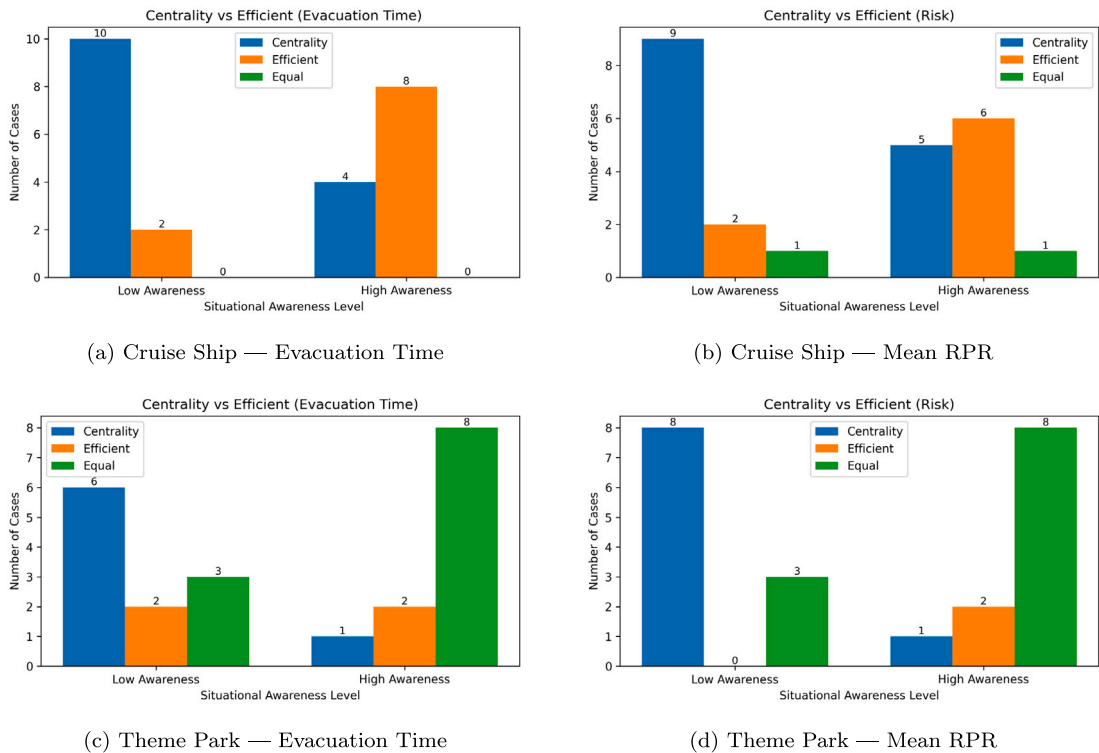 Centrality vs Efficient (Evacuation Time)
10
8
6
4
2
0
Number of Cases
10
2
0
4
8
0
Centrality
Efficient
Equal
Low Awareness
High Awareness
Situational Awareness Level
(a) Cruise Ship — Evacuation Time
Centrality vs Efficient (Risk)
8
6
4
2
0
Number of Cases
9
2
1
5
6
1
Centrality
Efficient
Equal
Low Awareness
High Awareness
Situational Awareness Level
(b) Cruise Ship — Mean RPR
Centrality vs Efficient (Evacuation Time)
8
7
6
5
4
3
2
1
0
Number of Cases
Centrality
Efficient
Equal
6
2
3
1
2
8
Low Awareness
High Awareness
Situational Awareness Level
(c) Theme Park — Evacuation Time
Centrality vs Efficient (Risk)
8
7
6
5
4
3
2
1
0
Number of Cases
8
0
3
1
2
8
Centrality
Efficient
Equal
Low Awareness
High Awareness
Situational Awareness Level
(d) Theme Park — Mean RPR